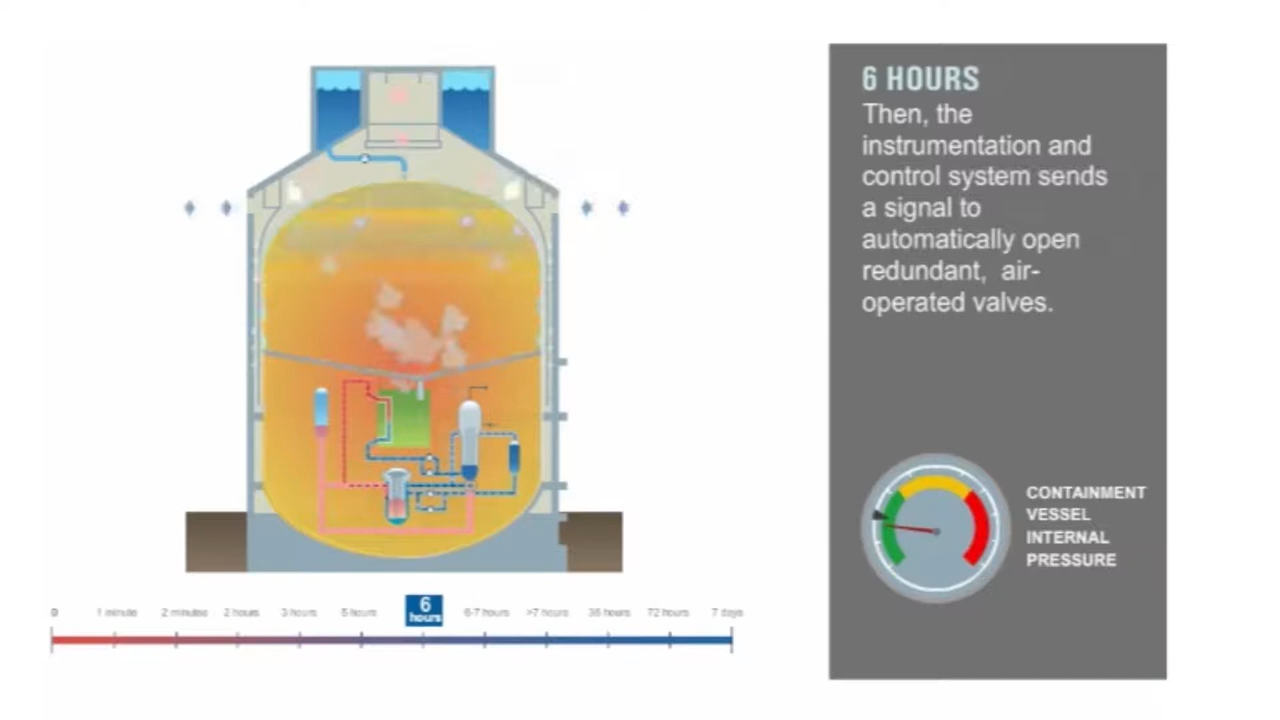 6 HOURS
Then, the
instrumentation and
control system sends
a signal to
automatically open
redundant, air-
operated valves.
CONTAINMENT
VESSEL
INTERNAL
PRESSURE
0 1 minute 2 minutes 2 hours 3 hours 5 hours 6 hours 6-7 hours >7 hours 36 hours 72 hours 7 days